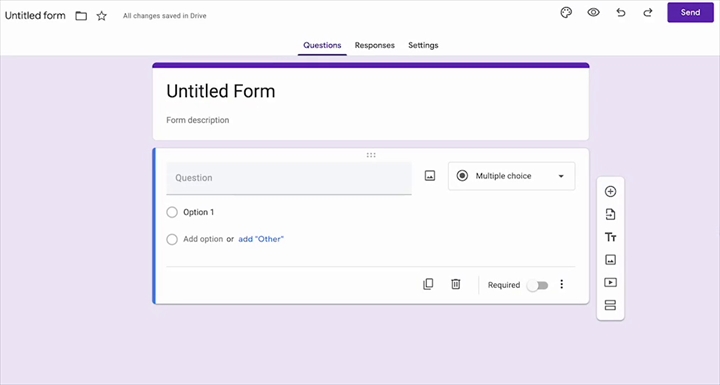 Untitled form
All changes saved in Drive
Send
Questions
Responses
Settings
Untitled Form
Form description
Question
Multiple choice
Option 1
Add option or add "Other"
Required
Tт